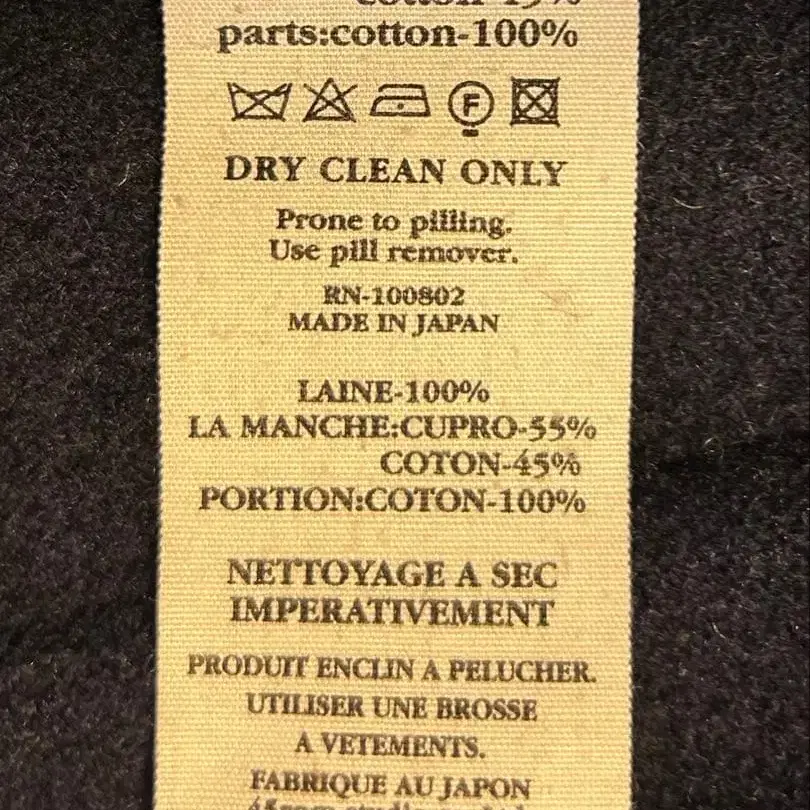 parts:cotton-100%
F
DRY CLEAN ONLY
Prone to pilling.
Use pill remover.
RN-100802
MADE IN JAPAN
LAINE-100%
LA MANCHE:CUPRO-55%
COTON-45%
PORTION:COTON-100%
NETTOYAGE A SEC
IMPERATIVEMENT
PRODUIT ENCLIN A PELUCHER.
UTILISER UNE BROSSE
A VETEMENTS.
FABRIQUE AU JAPON